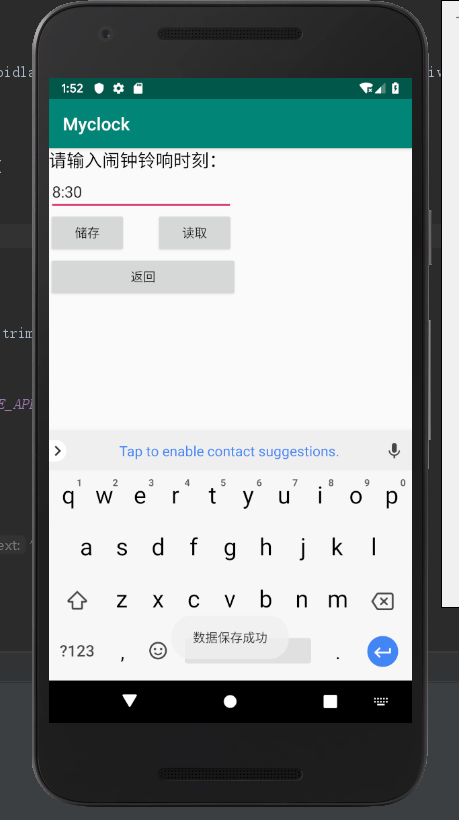 1:52
Myclock
请输入闹钟铃响时刻：
8:30
储存 读取
返回
Tap to enable contact suggestions.
1 2 3 4 5 6 7 8 9 0
q w e r t y u i o p
a s d f g h j k l
trim
z x c v b n m
数据保存成功
?123 , .
ext: